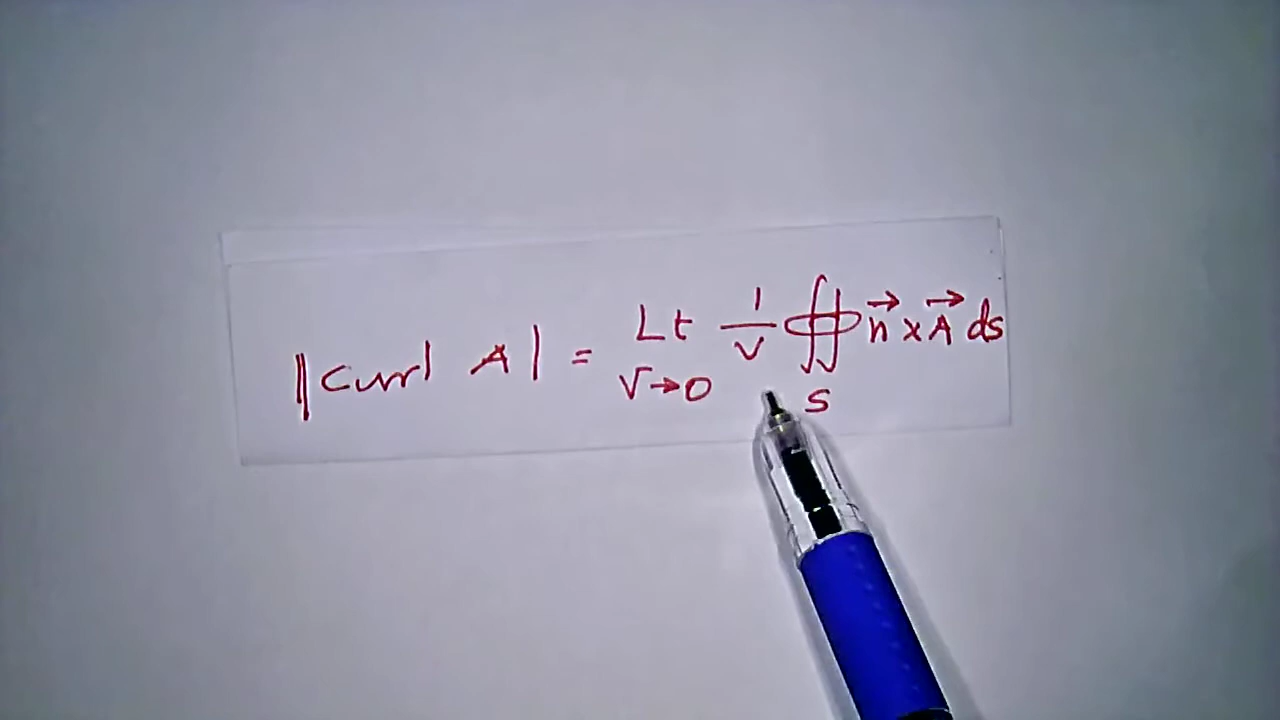 ‖Curl A| = Lt V→0 1/V ∯S n⃗ × A⃗ ds